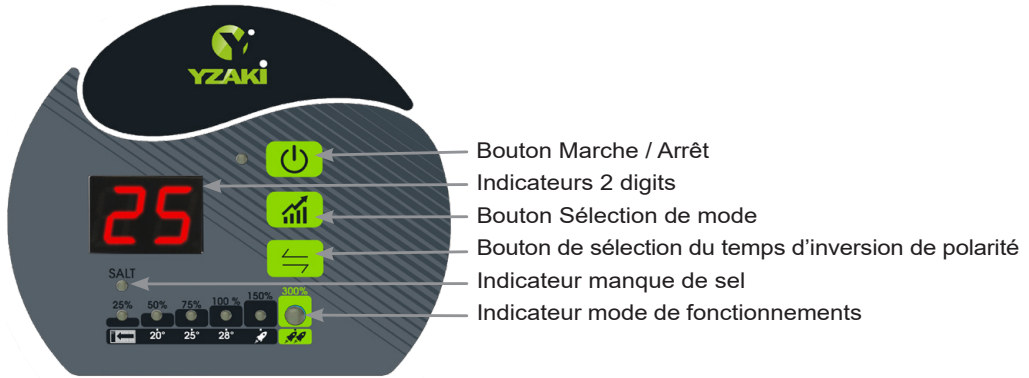 YZAKI
Bouton Marche / Arrêt
Indicateurs 2 digits
25
Bouton Sélection de mode
Bouton de sélection du temps d’inversion de polarité
SALT
Indicateur manque de sel
25% 50% 75% 100 % 150% 300%
Indicateur mode de fonctionnements
20° 25° 28°